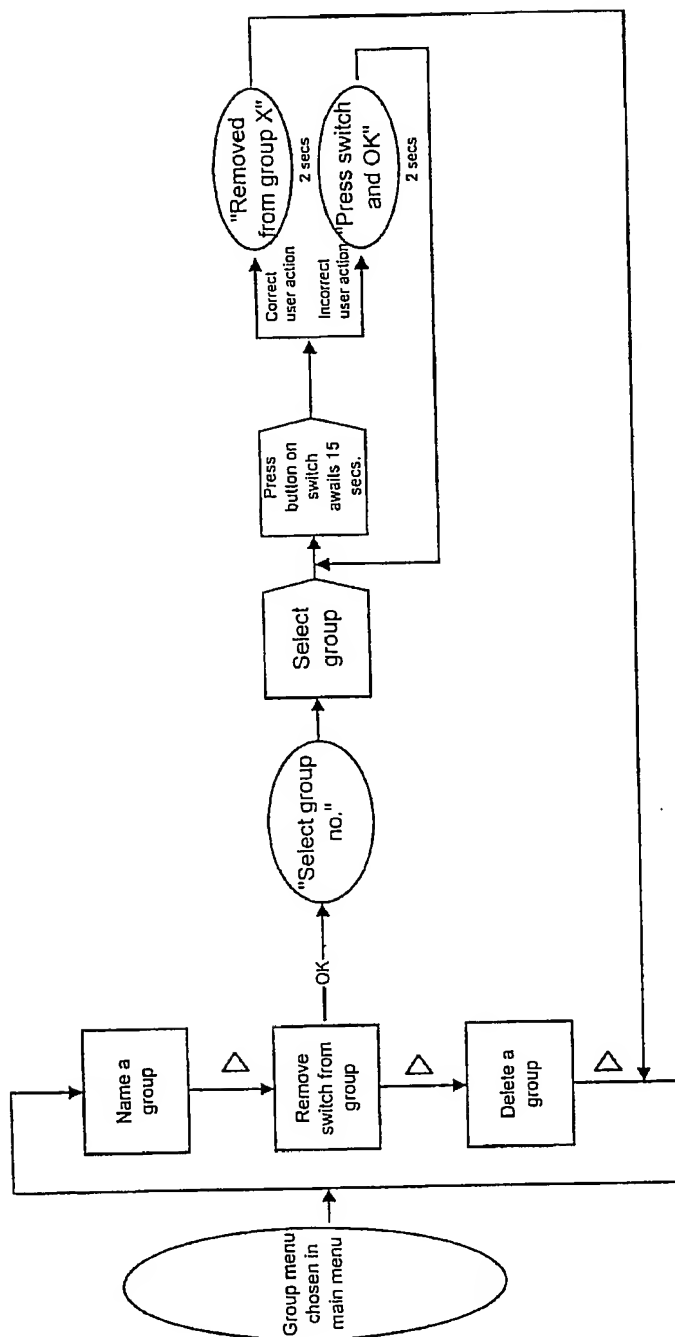 Group menu
chosen in
main menu
Name a
group
Remove
switch from
group
Delete a
group
OK
"Select group
no."
Select
group
Press
button on
switch
awaits 15
secs.
Correct
user action
Incorrect
user action
"Removed
from group X"
2 secs
"Press switch
and OK"
2 secs